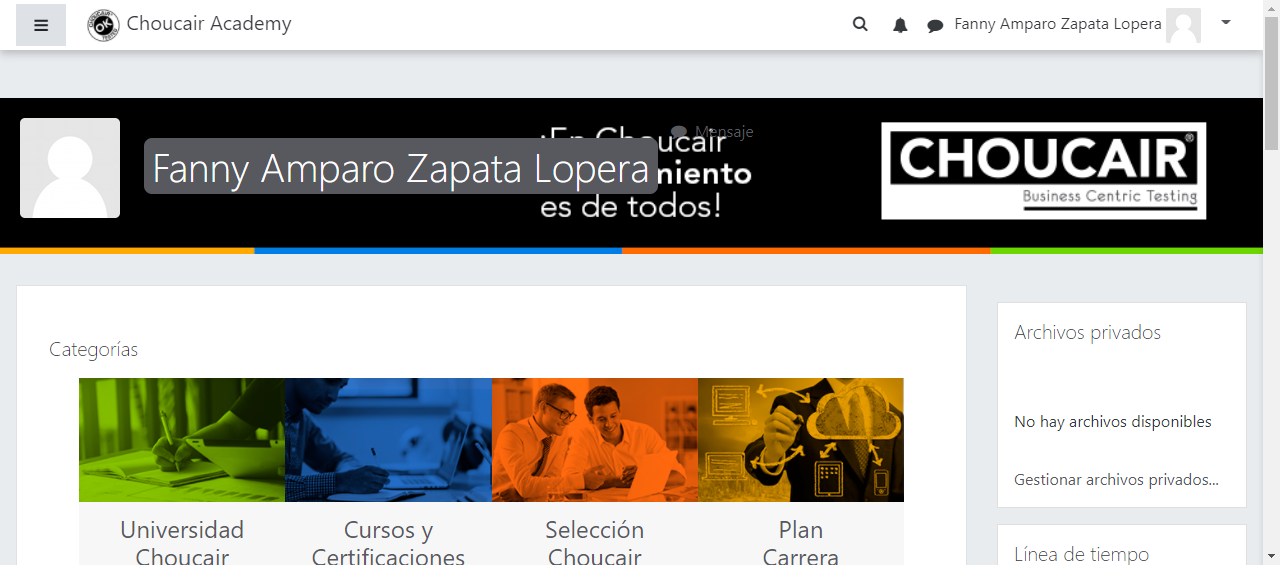 Choucair Academy
Fanny Amparo Zapata Lopera
Fanny Amparo Zapata Lopera
Mensaje
¡En Choucair
miento
es de todos!
CHOUCAIR®
Business Centric Testing
Categorías
Universidad
Choucair
Cursos y
Certificaciones
Selección
Choucair
Plan
Carrera
Archivos privados
No hay archivos disponibles
Gestionar archivos privados...
Línea de tiempo